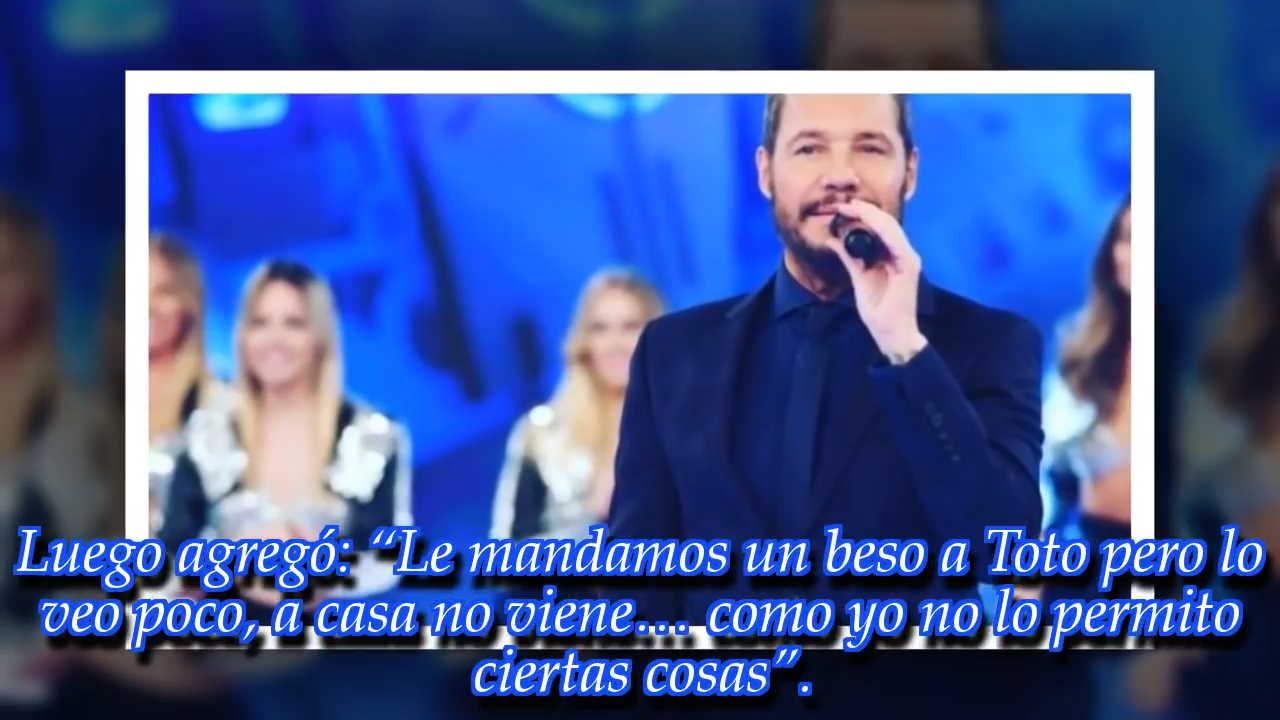 Luego agregó: “Le mandamos un beso a Toto pero lo
veo poco, a casa no viene… como yo no lo permito
ciertas cosas”.